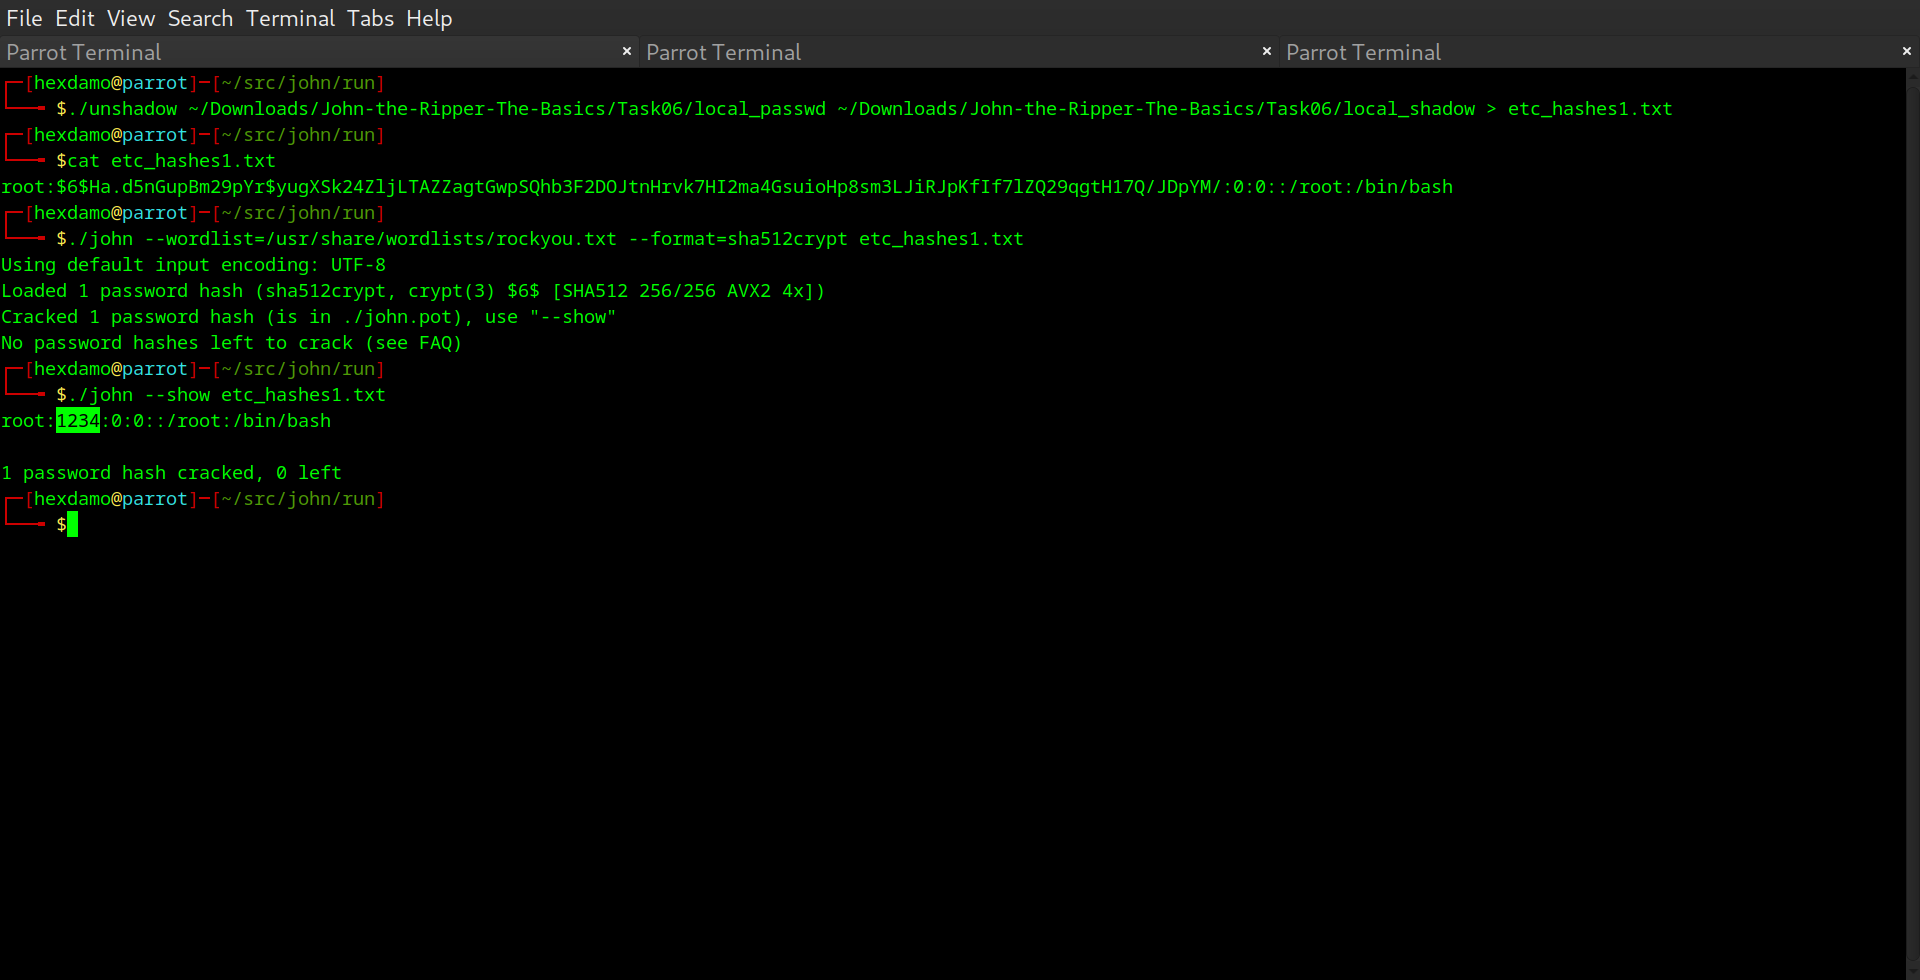 File Edit View Search Terminal Tabs Help
Parrot Terminal × Parrot Terminal × Parrot Terminal ×
┌─[hexdamo@parrot]─[~/src/john/run]
└──╼ $./unshadow ~/Downloads/John-the-Ripper-The-Basics/Task06/local_passwd ~/Downloads/John-the-Ripper-The-Basics/Task06/local_shadow > etc_hashes1.txt
┌─[hexdamo@parrot]─[~/src/john/run]
└──╼ $cat etc_hashes1.txt
root:$6$Ha.d5nGupBm29pYr$yugXSk24ZljLTAZZagtGwpSQhb3F2DOJtnHrvk7HI2ma4GsuioHp8sm3LJiRJpKfIf7lZQ29qgtH17Q/JDpYM/:0:0::/root:/bin/bash
┌─[hexdamo@parrot]─[~/src/john/run]
└──╼ $./john --wordlist=/usr/share/wordlists/rockyou.txt --format=sha512crypt etc_hashes1.txt
Using default input encoding: UTF-8
Loaded 1 password hash (sha512crypt, crypt(3) $6$ [SHA512 256/256 AVX2 4x])
Cracked 1 password hash (is in ./john.pot), use "--show"
No password hashes left to crack (see FAQ)
┌─[hexdamo@parrot]─[~/src/john/run]
└──╼ $./john --show etc_hashes1.txt
root:1234:0:0::/root:/bin/bash
1 password hash cracked, 0 left
┌─[hexdamo@parrot]─[~/src/john/run]
└──╼ $